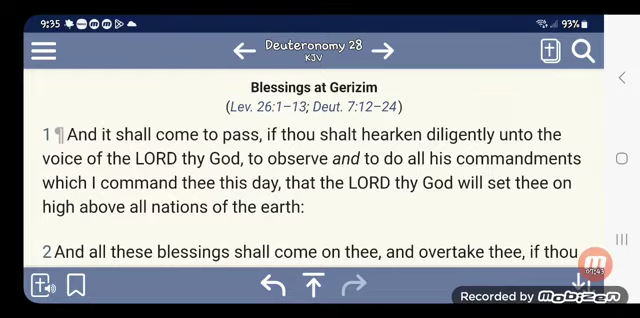 9:35
93%
Deuteronomy 28
KJV
Blessings at Gerizim
(Lev. 26:1–13; Deut. 7:12–24)
1 ¶ And it shall come to pass, if thou shalt hearken diligently unto the
voice of the LORD thy God, to observe and to do all his commandments
which I command thee this day, that the LORD thy God will set thee on
high above all nations of the earth:
2 And all these blessings shall come on thee, and overtake thee, if thou
07:43
Recorded by Mobizen